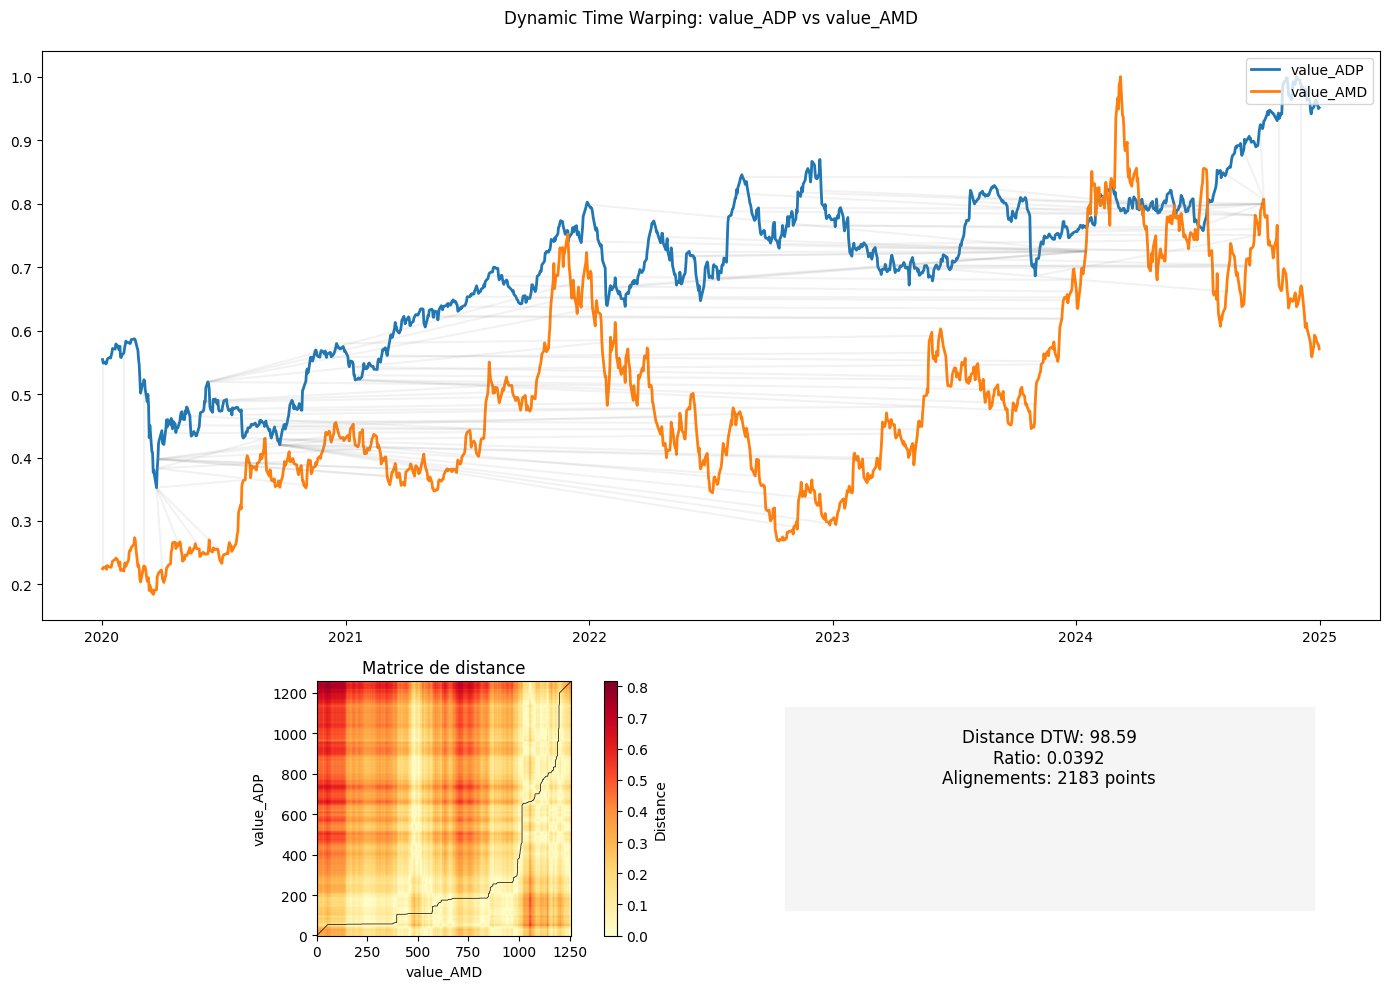 Dynamic Time Warping: value_ADP vs value_AMD
value_ADP
value_AMD
1.0
0.9
0.8
0.7
0.6
0.5
0.4
0.3
0.2
2020 2021 2022 2023 2024 2025
Matrice de distance
value_ADP
1200
1000
800
600
400
200
0
0 250 500 750 1000 1250
value_AMD
0.8
0.7
0.6
0.5
0.4
0.3
0.2
0.1
0.0
Distance
Distance DTW: 98.59
Ratio: 0.0392
Alignements: 2183 points